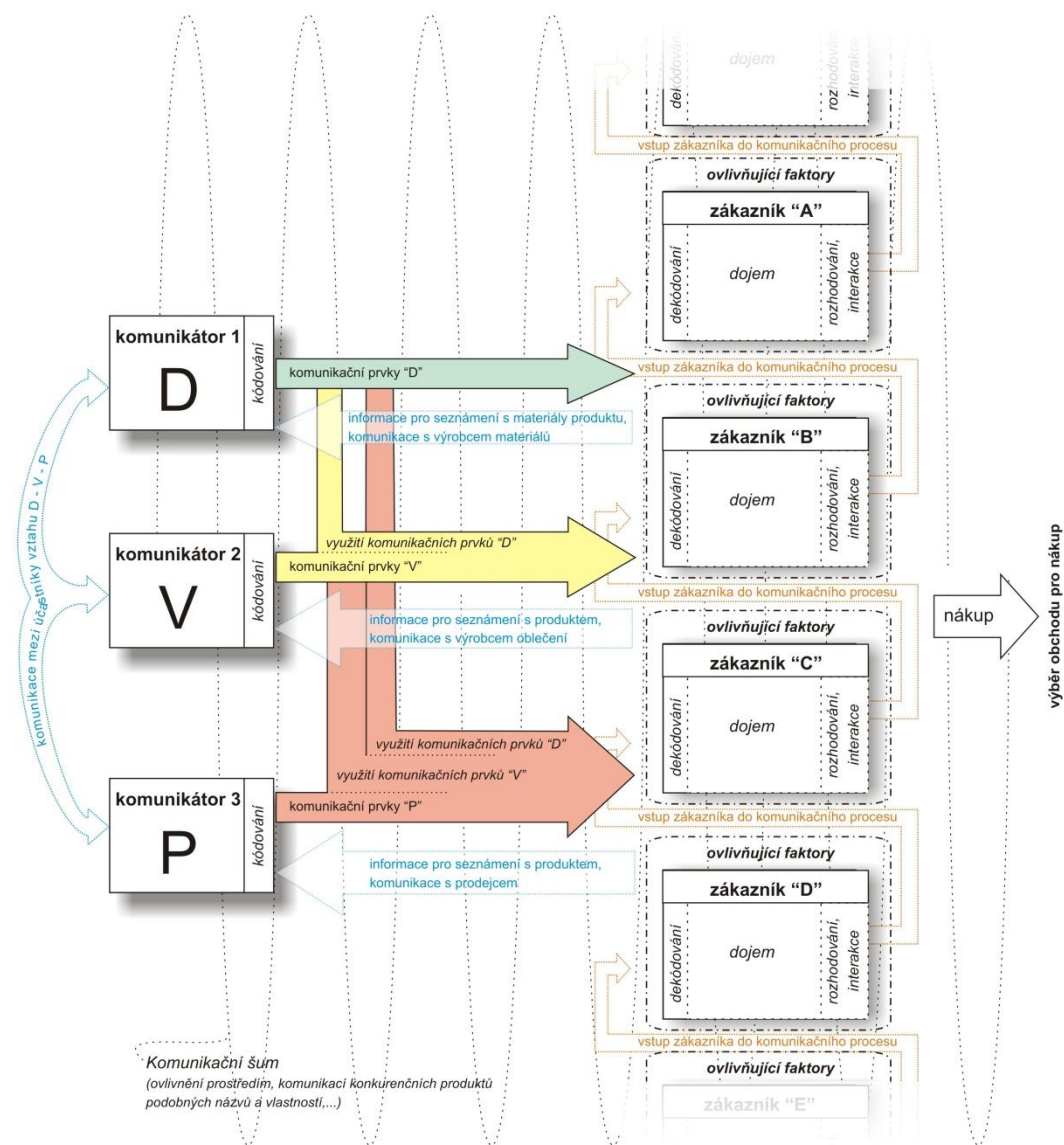 dekódování
dojem
rozhodování,
interakce
vstup zákazníka do komunikačního procesu
ovlivňující faktory
zákazník “A”
dekódování
dojem
rozhodování,
interakce
vstup zákazníka do komunikačního procesu
komunikátor 1
D
kódování
komunikační prvky “D”
informace pro seznámení s materiály produktu,
komunikace s výrobcem materiálů
ovlivňující faktory
zákazník “B”
dekódování
dojem
rozhodování,
interakce
vstup zákazníka do komunikačního procesu
komunikace mezi účastníky vztahu D - V - P
komunikátor 2
V
kódování
využití komunikačních prvků “D”
komunikační prvky “V”
informace pro seznámení s produktem,
komunikace s výrobcem oblečení
ovlivňující faktory
zákazník “C”
dekódování
dojem
rozhodování,
interakce
vstup zákazníka do komunikačního procesu
nákup
výběr obchodu pro nákup
komunikátor 3
P
kódování
využití komunikačních prvků “D”
využití komunikačních prvků “V”
komunikační prvky “P”
informace pro seznámení s produktem,
komunikace s prodejcem
ovlivňující faktory
zákazník “D”
dekódování
dojem
rozhodování,
interakce
vstup zákazníka do komunikačního procesu
ovlivňující faktory
zákazník “E”
Komunikační šum
(ovlivnění prostředím, komunikací konkurenčních produktů
podobných názvů a vlastností,...)